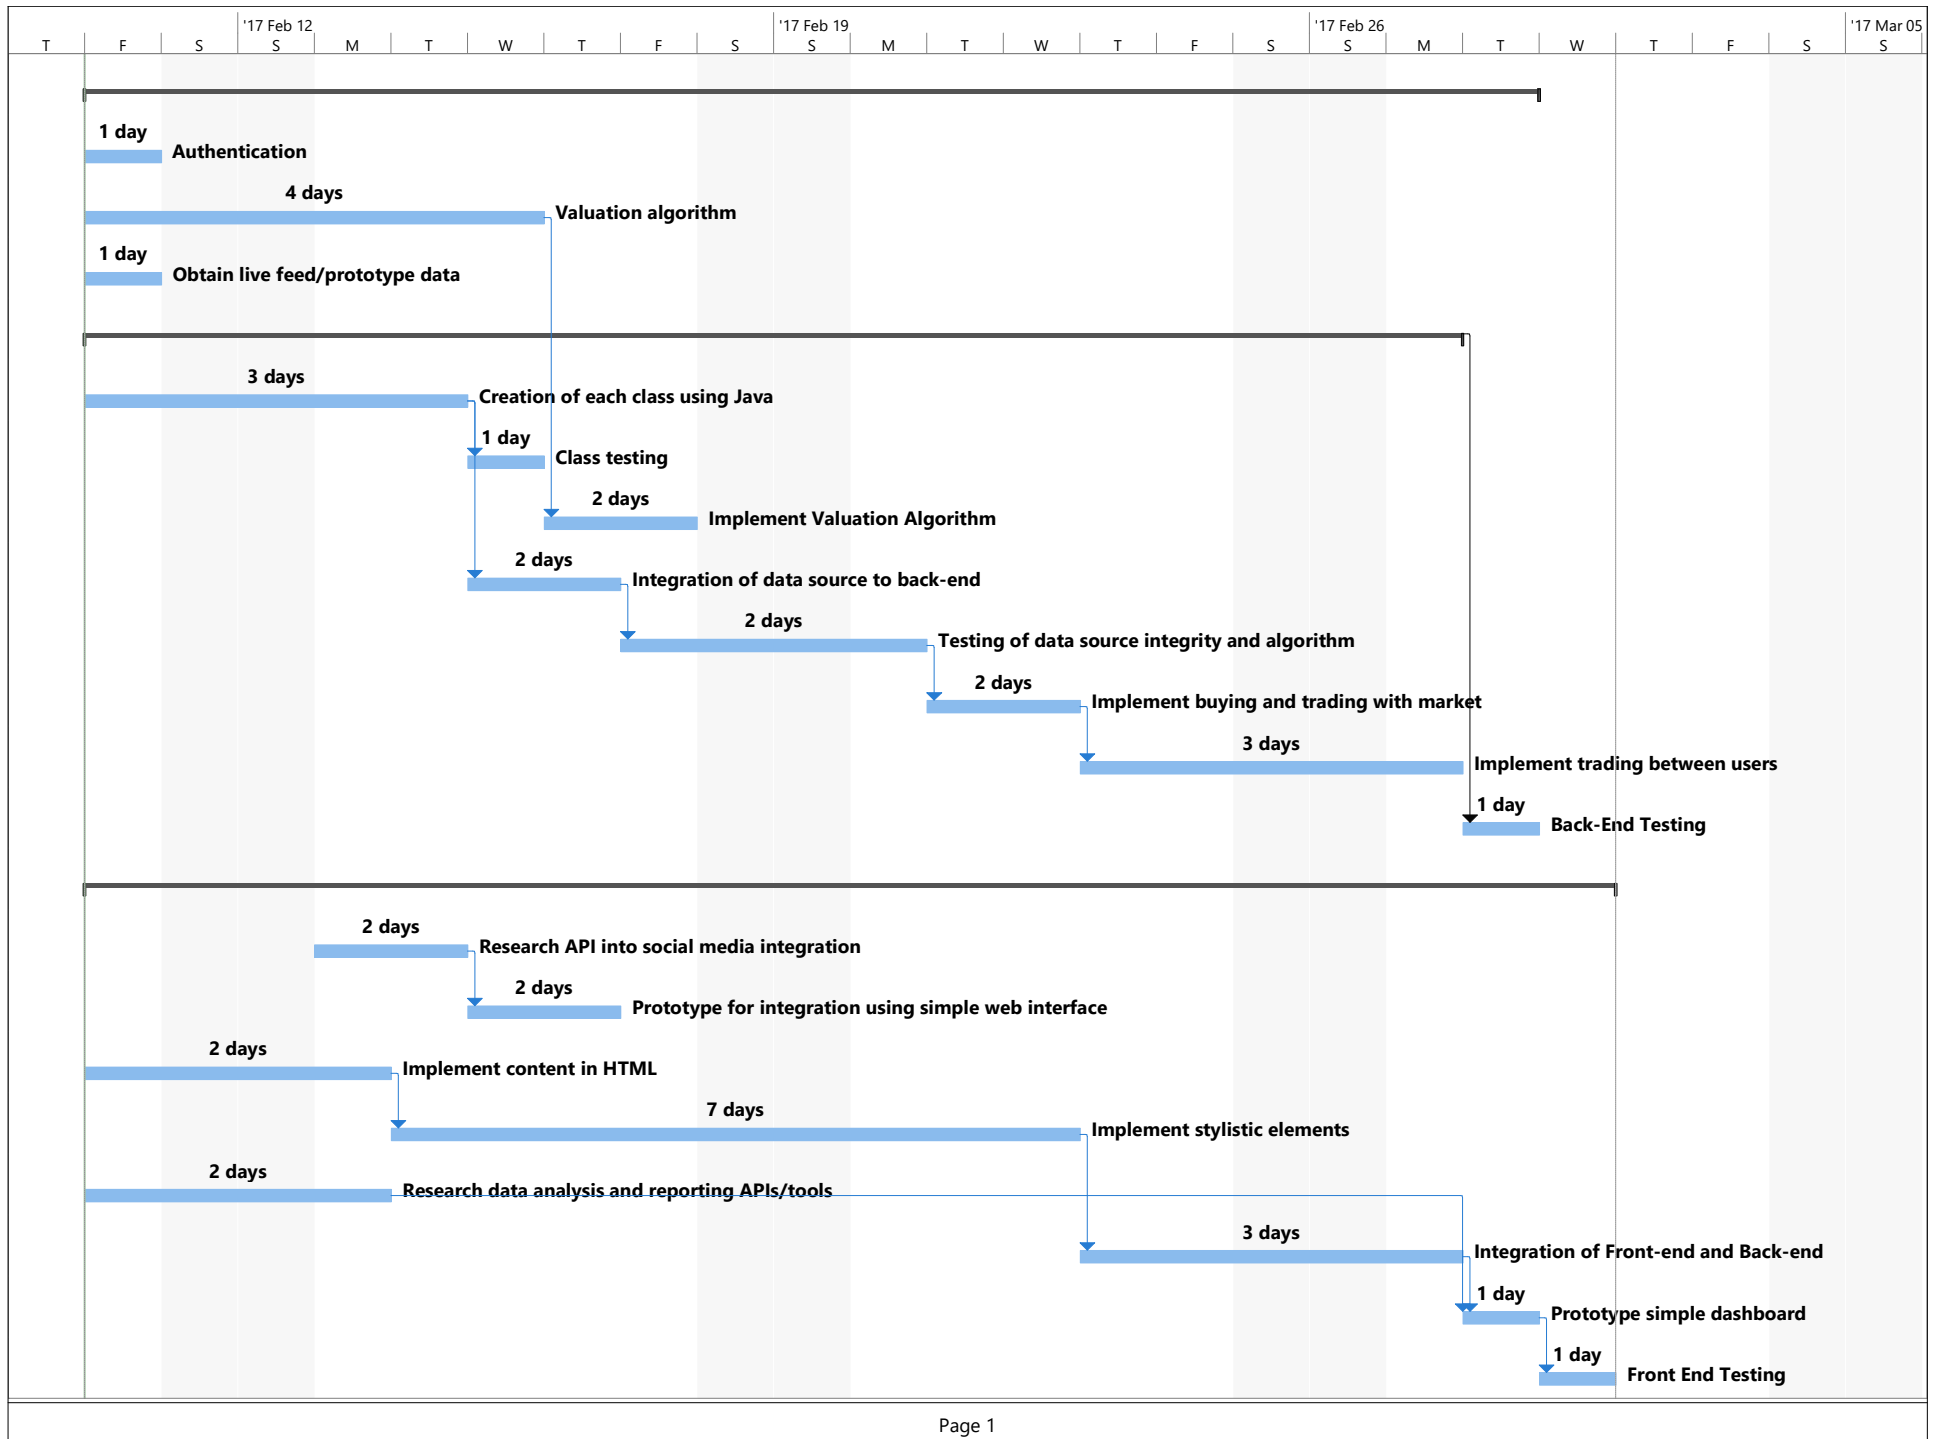 '17 Feb 12 '17 Feb 19 '17 Feb 26 '17 Mar 05
T F S S M T W T F S S M T W T F S S M T W T F S S
1 day
Authentication
4 days
Valuation algorithm
1 day
Obtain live feed/prototype data
3 days
Creation of each class using Java
1 day
Class testing
2 days
Implement Valuation Algorithm
2 days
Integration of data source to back-end
2 days
Testing of data source integrity and algorithm
2 days
Implement buying and trading with market
3 days
Implement trading between users
1 day
Back-End Testing
2 days
Research API into social media integration
2 days
Prototype for integration using simple web interface
2 days
Implement content in HTML
7 days
Implement stylistic elements
2 days
Research data analysis and reporting APIs/tools
3 days
Integration of Front-end and Back-end
1 day
Prototype simple dashboard
1 day
Front End Testing
Page 1